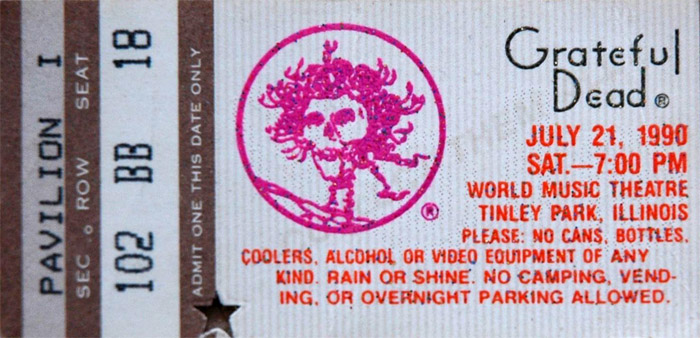 PAVILION I
SEC. ROW SEAT
102 BB 18
ADMIT ONE THIS DATE ONLY
Grateful
Dead ®
JULY 21, 1990
SAT.—7:00 PM
WORLD MUSIC THEATRE
TINLEY PARK, ILLINOIS
PLEASE: NO CANS, BOTTLES,
COOLERS, ALCOHOL OR VIDEO EQUIPMENT OF ANY
KIND. RAIN OR SHINE. NO CAMPING, VEND-
ING, OR OVERNIGHT PARKING ALLOWED.
®